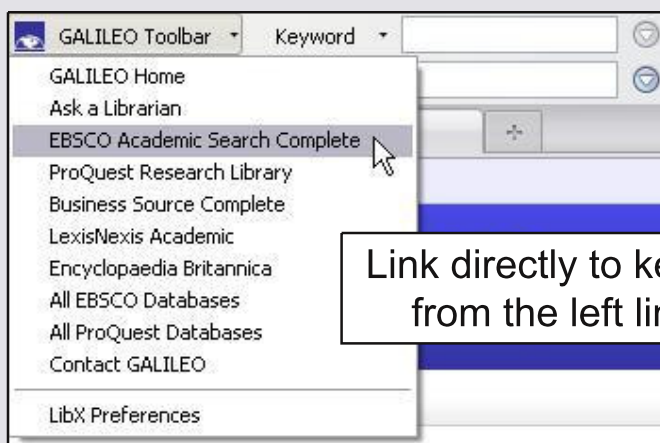 GALILEO Toolbar Keyword
GALILEO Home
Ask a Librarian
EBSCO Academic Search Complete
ProQuest Research Library
Business Source Complete
LexisNexis Academic
Encyclopaedia Britannica
All EBSCO Databases
All ProQuest Databases
Contact GALILEO
LibX Preferences
Link directly to
from the left